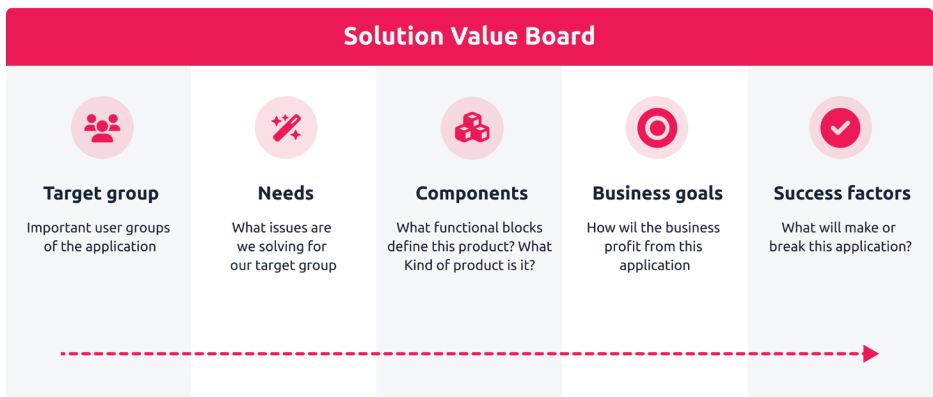 Solution Value Board
Target group
Important user groups
of the application
Needs
What issues are
we solving for
our target group
Components
What functional blocks
define this product? What
Kind of product is it?
Business goals
How wil the business
profit from this
application
Success factors
What will make or
break this application?